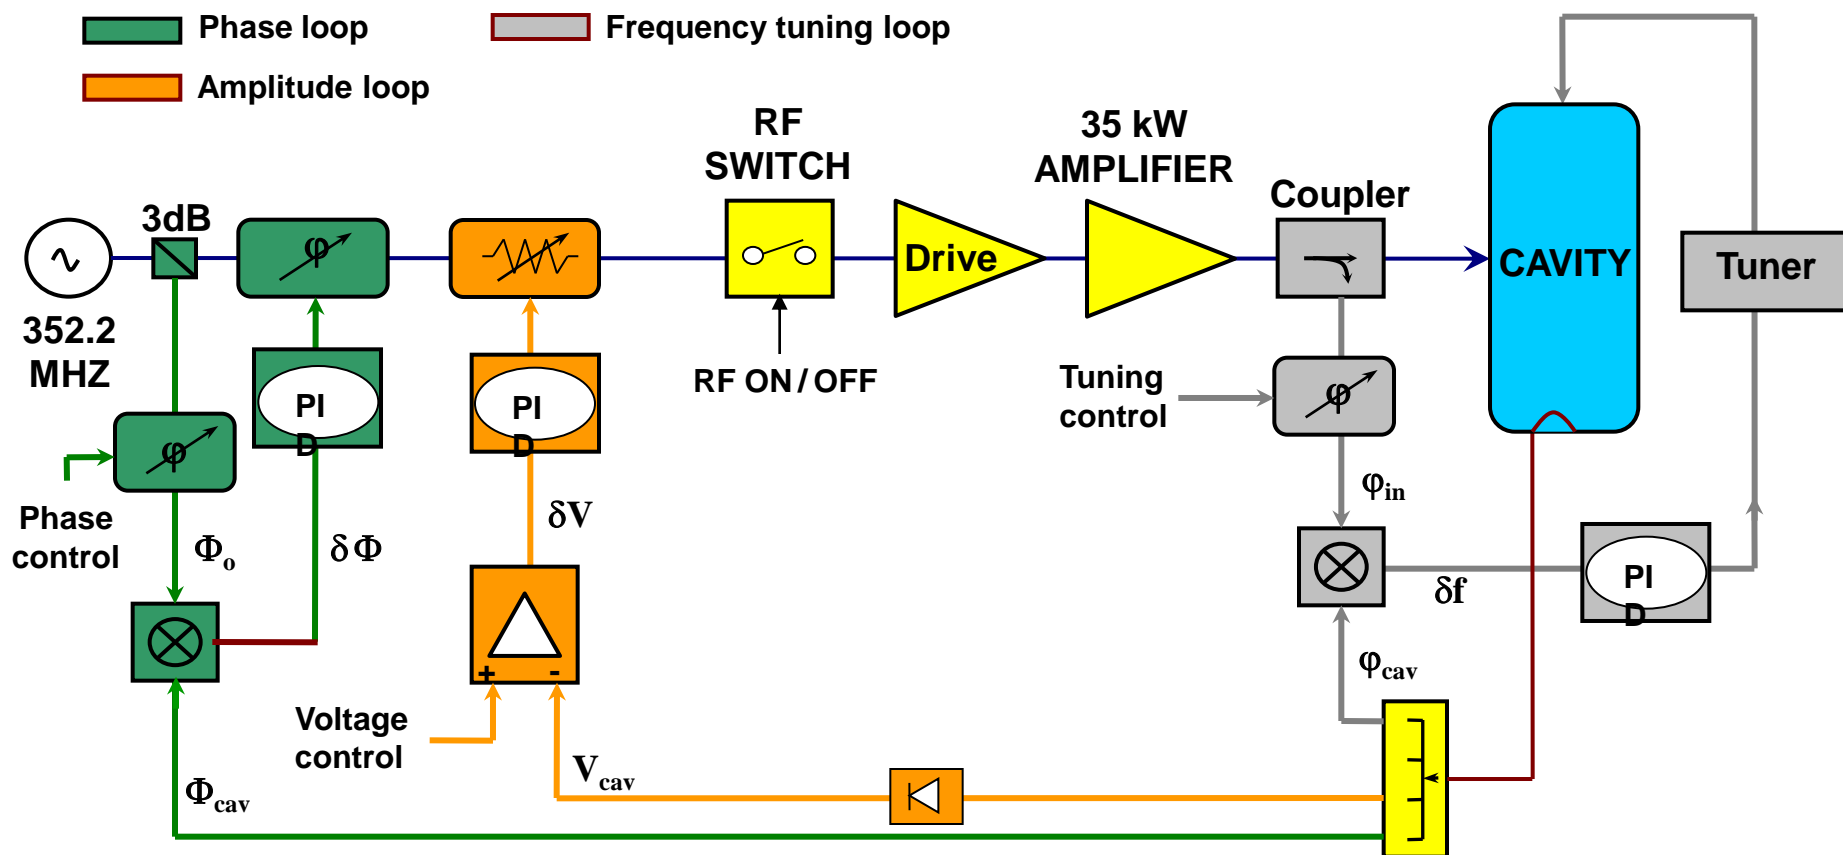 Phase loop
Frequency tuning loop
Amplitude loop
RF
SWITCH
35 kW
AMPLIFIER
Coupler
3dB
φ
Drive
CAVITY
Tuner
352.2
MHZ
RF ON / OFF
Tuning
control
φ
PI
D
PI
D
φ
Phase
control
Φo
δΦ
δV
φin
δf
PI
D
+ -
φcav
Voltage
control
Vcav
Φcav